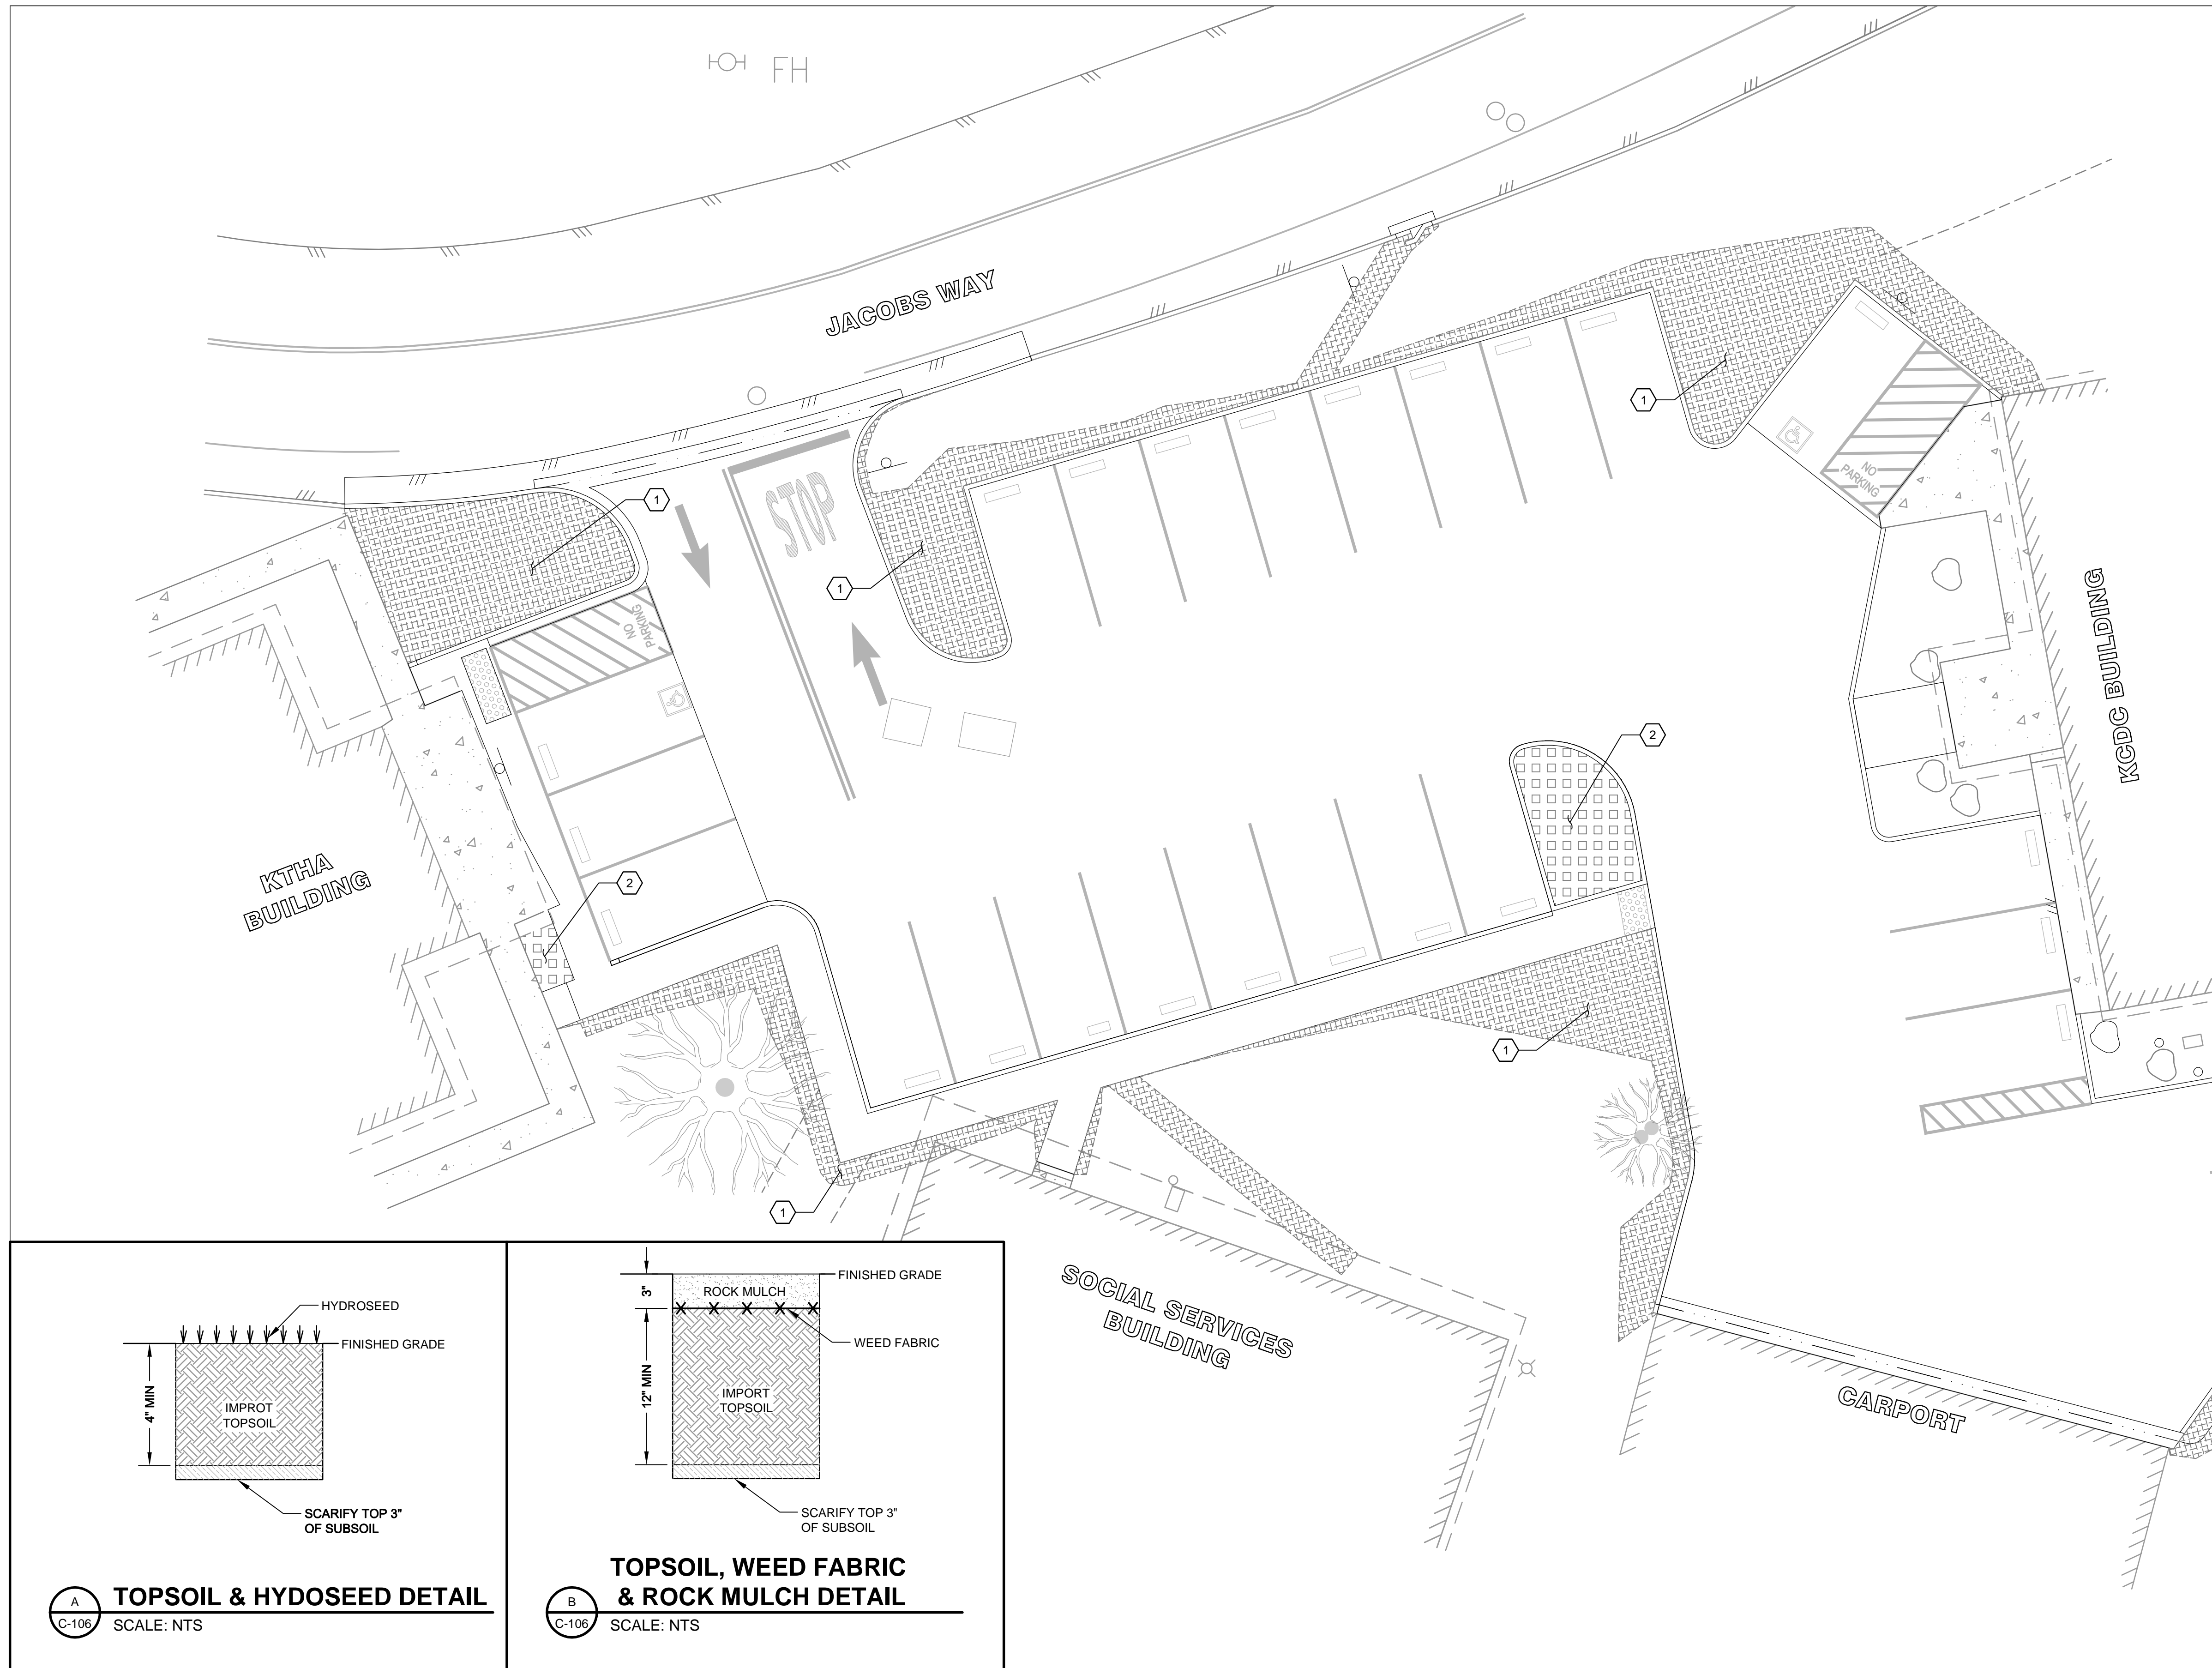 FH
JACOBS WAY
1
1
STOP
1
NO
PARKING
NO
PARKING
KCDC BUILDING
2
2
KTHA
BUILDING
1
1
SOCIAL SERVICES
BUILDING
CARPORT
HYDROSEED
FINISHED GRADE
4" MIN
IMPROT
TOPSOIL
SCARIFY TOP 3"
OF SUBSOIL
A
C-106
TOPSOIL & HYDOSEED DETAIL
SCALE: NTS
FINISHED GRADE
3"
ROCK MULCH
WEED FABRIC
12" MIN
IMPORT
TOPSOIL
SCARIFY TOP 3"
OF SUBSOIL
B
C-106
TOPSOIL, WEED FABRIC
& ROCK MULCH DETAIL
SCALE: NTS